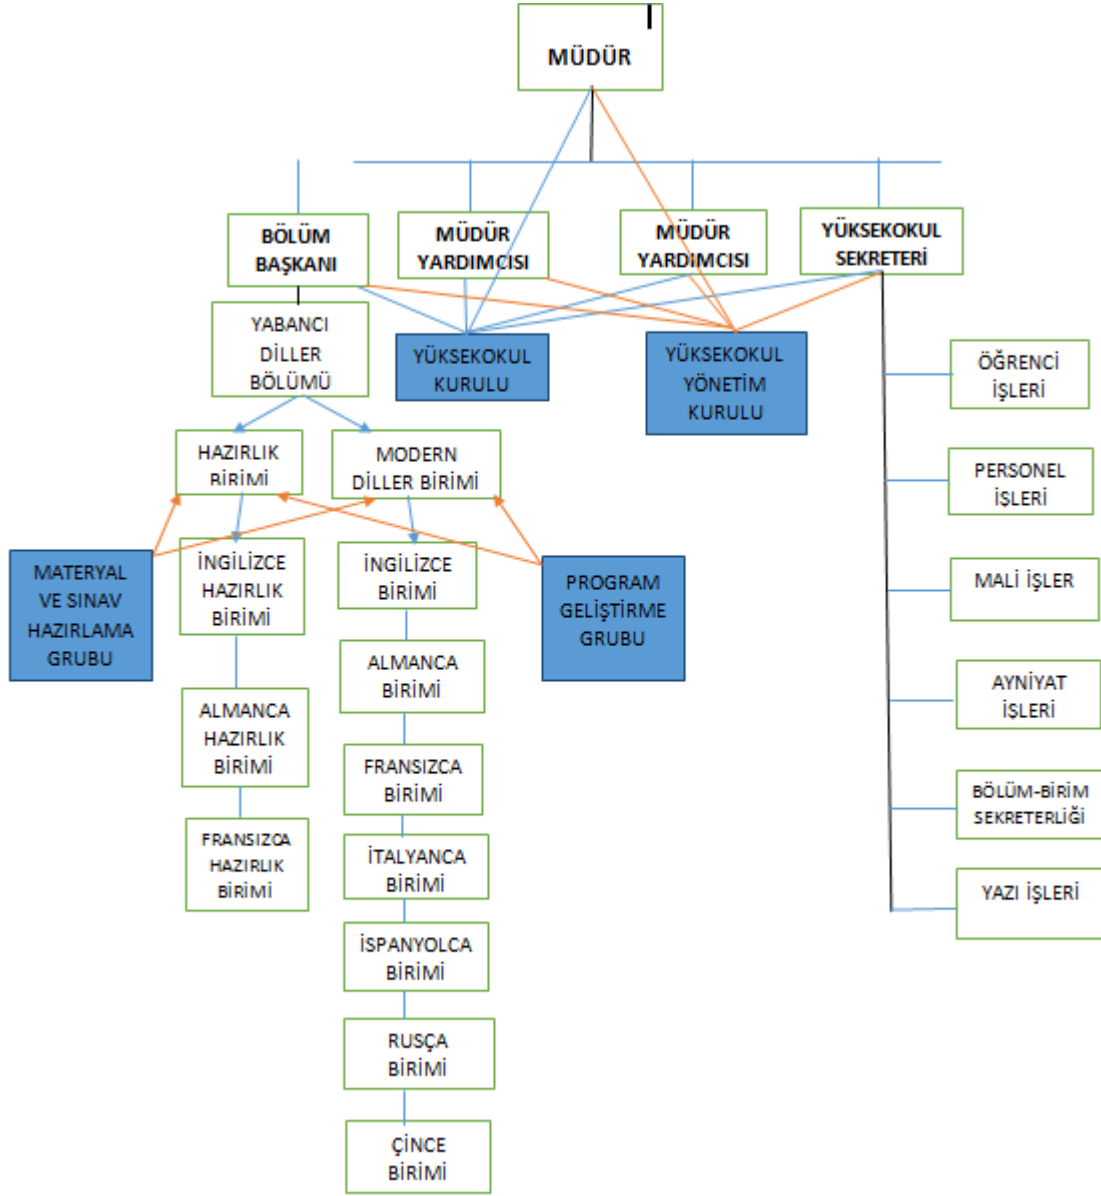 MÜDÜR
BÖLÜM
BAŞKANI
MÜDÜR
YARDIMCISI
MÜDÜR
YARDIMCISI
YÜKSEKOKUL
SEKRETERİ
YABANCI
DİLLER
BÖLÜMÜ
YÜKSEKOKUL
KURULU
YÜKSEKOKUL
YÖNETİM
KURULU
ÖĞRENCİ
İŞLERİ
HAZIRLIK
BİRİMİ
MODERN
DİLLER BİRİMİ
PERSONEL
İŞLERİ
MATERYAL
VE SINAV
HAZIRLAMA
GRUBU
İNGİLİZCE
HAZIRLIK
BİRİMİ
İNGİLİZCE
BİRİMİ
PROGRAM
GELİŞTİRME
GRUBU
MALİ İŞLER
ALMANCA
BİRİMİ
AYNİYAT
İŞLERİ
ALMANCA
HAZIRLIK
BİRİMİ
FRANSIZCA
BİRİMİ
BÖLÜM-BİRİM
SEKRETERLİĞİ
FRANSIZCA
HAZIRLIK
BİRİMİ
İTALYANCA
BİRİMİ
YAZI İŞLERİ
İSPANYOLCA
BİRİMİ
RUSÇA
BİRİMİ
ÇİNCE
BİRİMİ